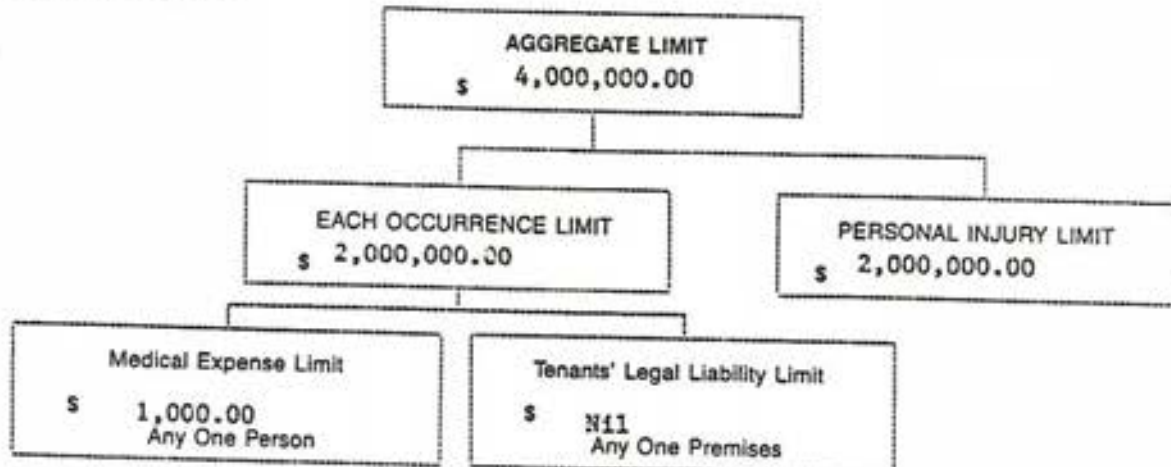 AGGREGATE LIMIT
$ 4,000,000.00
EACH OCCURRENCE LIMIT
$ 2,000,000.00
PERSONAL INJURY LIMIT
$ 2,000,000.00
Medical Expense Limit
$ 1,000.00
Any One Person
Tenants' Legal Liability Limit
$ Nil
Any One Premises